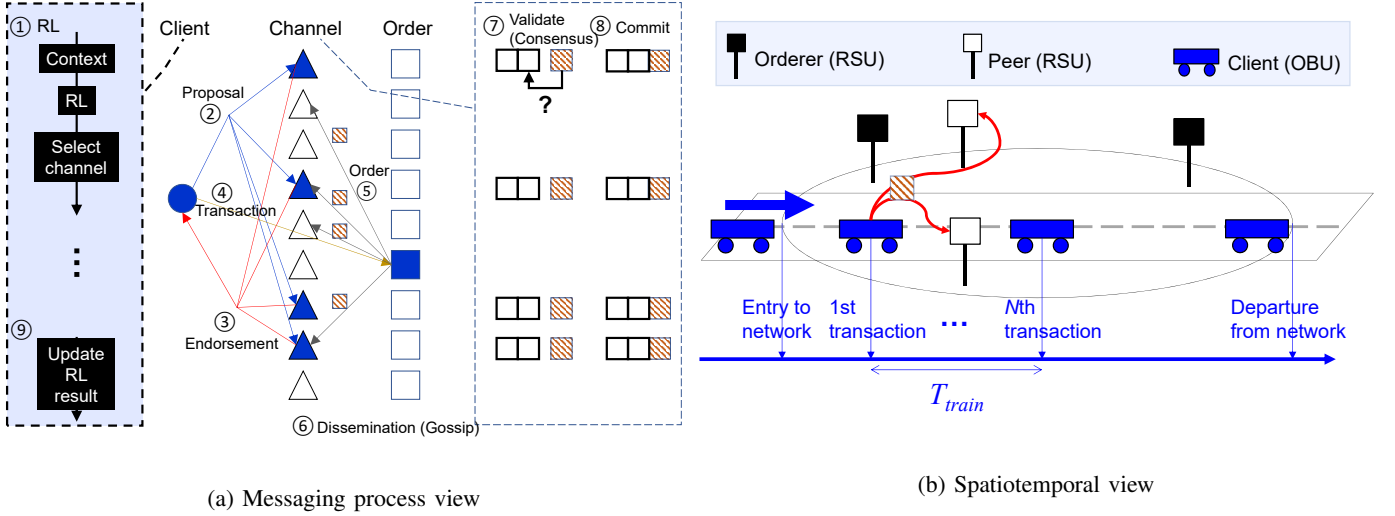 ① RL
Context
RL
Select
channel
⋮
⑨
Update
RL
result
Client
Channel
Order
Proposal
②
④
Transaction
③
Endorsement
Order
⑤
⑥ Dissemination (Gossip)
⑦ Validate
(Consensus)
?
⑧ Commit
(a) Messaging process view
Orderer (RSU)
Peer (RSU)
Client (OBU)
Entry to
network
1st
transaction
...
Nth
transaction
Departure
from network
T_train
(b) Spatiotemporal view